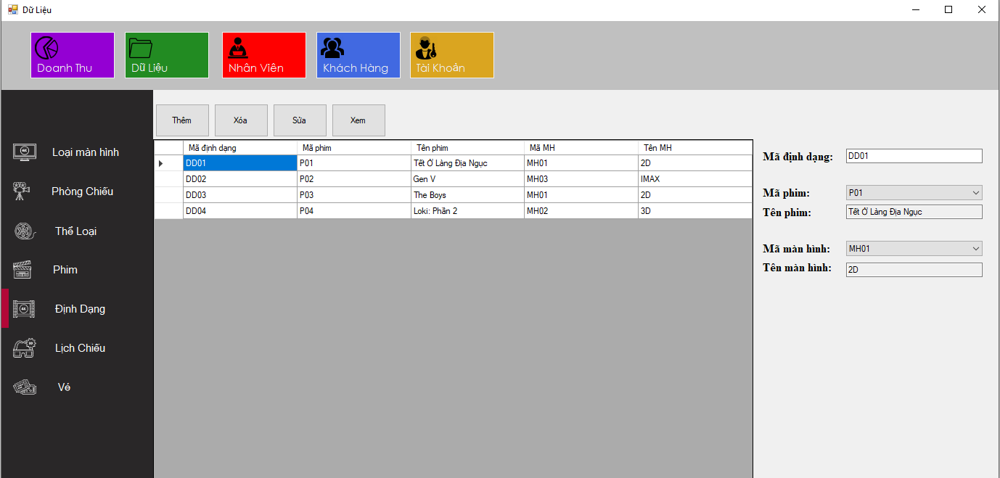 Dữ Liệu
Doanh Thu
Dữ Liệu
Nhân Viên
Khách Hàng
Tài Khoản
Loại màn hình
Phòng Chiếu
Thể Loại
Phim
Định Dạng
Lịch Chiếu
Vé
Thêm Xóa Sửa Xem
Mã định dạng Mã phim Tên phim Mã MH Tên MH
DD01 P01 Tết Ở Làng Địa Ngục MH01 2D
DD02 P02 Gen V MH03 IMAX
DD03 P03 The Boys MH01 2D
DD04 P04 Loki: Phần 2 MH02 3D
Mã định dạng: DD01
Mã phim: P01
Tên phim: Tết Ở Làng Địa Ngục
Mã màn hình: MH01
Tên màn hình: 2D